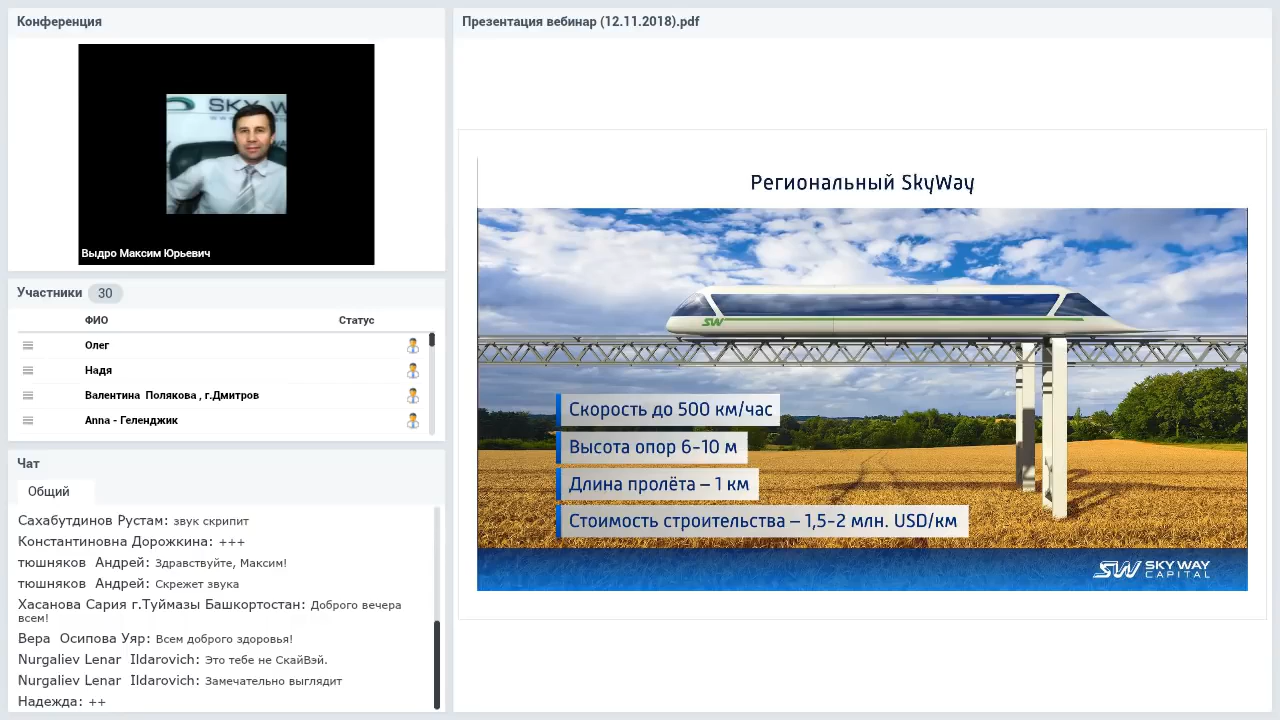 Конференция
SKY W
Выдро Максим Юрьевич
Участники 30
ФИО Статус
Олег
Надя
Валентина Полякова , г.Дмитров
Anna - Геленджик
Чат
Общий
Сахабутдинов Рустам: звук скрипит
Константиновна Дорожкина: +++
тюшняков Андрей: Здравствуйте, Максим!
тюшняков Андрей: Скрежет звука
Хасанова Сария г.Туймазы Башкортостан: Доброго вечера
всем!
Вера Осипова Уяр: Всем доброго здоровья!
Nurgaliev Lenar Ildarovich: Это тебе не СкайВэй.
Nurgaliev Lenar Ildarovich: Замечательно выглядит
Надежда: ++
Презентация вебинар (12.11.2018).pdf
Региональный SkyWay
SW
Скорость до 500 км/час
Высота опор 6-10 м
Длина пролёта – 1 км
Стоимость строительства – 1,5-2 млн. USD/км
SW SKY WAY
CAPITAL